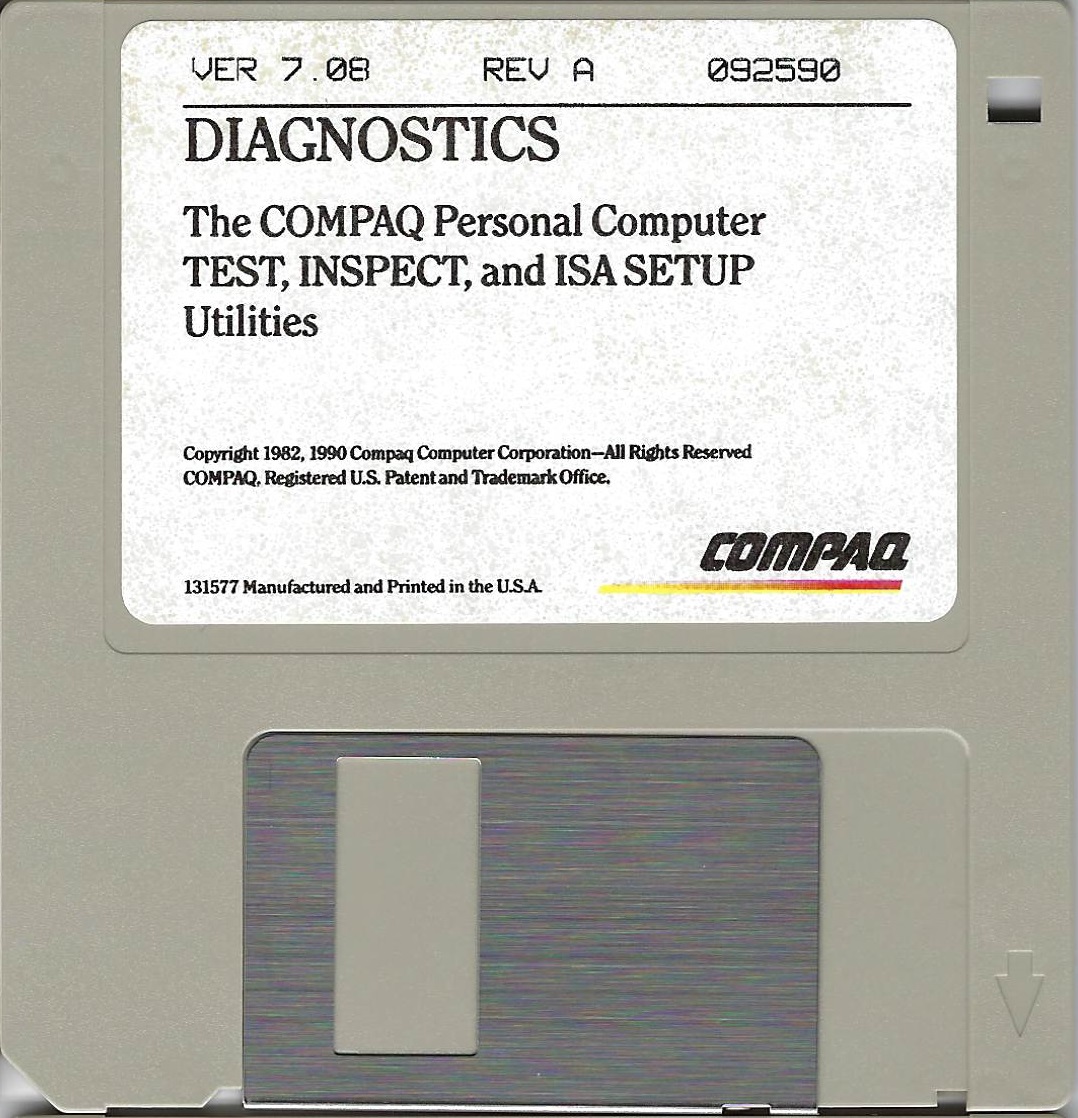 VER 7.08 REV A 092590
DIAGNOSTICS
The COMPAQ Personal Computer
TEST, INSPECT, and ISA SETUP
Utilities
Copyright 1982, 1990 Compaq Computer Corporation—All Rights Reserved
COMPAQ, Registered U.S. Patent and Trademark Office.
COMPAQ
131577 Manufactured and Printed in the U.S.A.